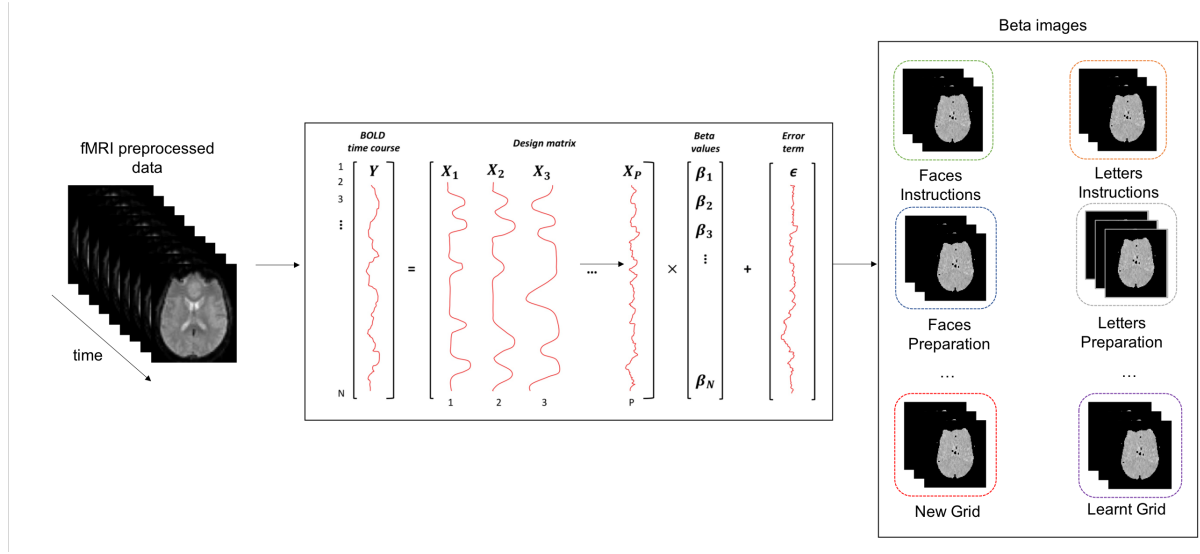 Beta images
fMRI preprocessed
data
time
BOLD
time course
Design matrix
Beta
values
Error
term
1
2
3
⋮
N
Y
=
X₁
X₂
X₃
...
X_P
1
2
3
P
×
β₁
β₂
β₃
⋮
β_N
+
ϵ
Faces
Instructions
Letters
Instructions
Faces
Preparation
Letters
Preparation
...
...
New Grid
Learnt Grid